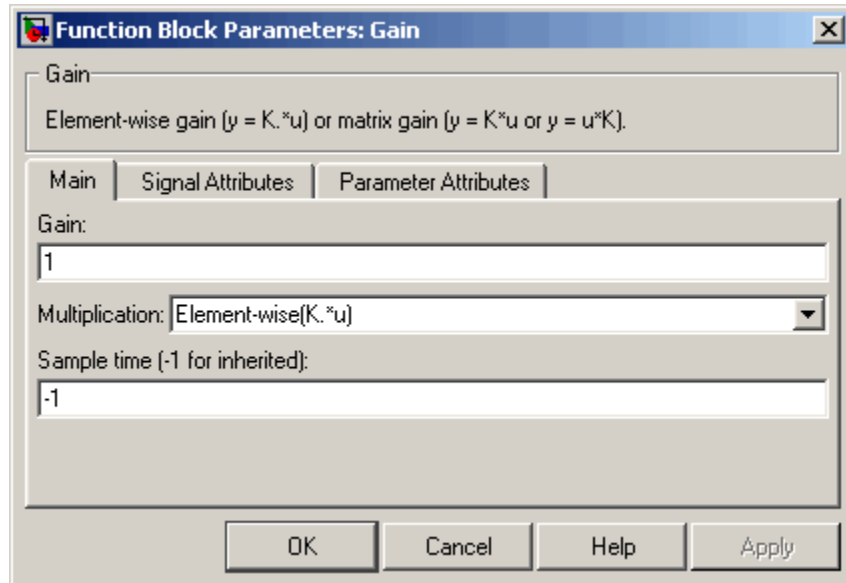 Function Block Parameters: Gain
Gain
Element-wise gain (y = K.*u) or matrix gain (y = K*u or y = u*K).
Main Signal Attributes Parameter Attributes
Gain:
1
Multiplication: Element-wise(K.*u)
Sample time (-1 for inherited):
-1
OK Cancel Help Apply